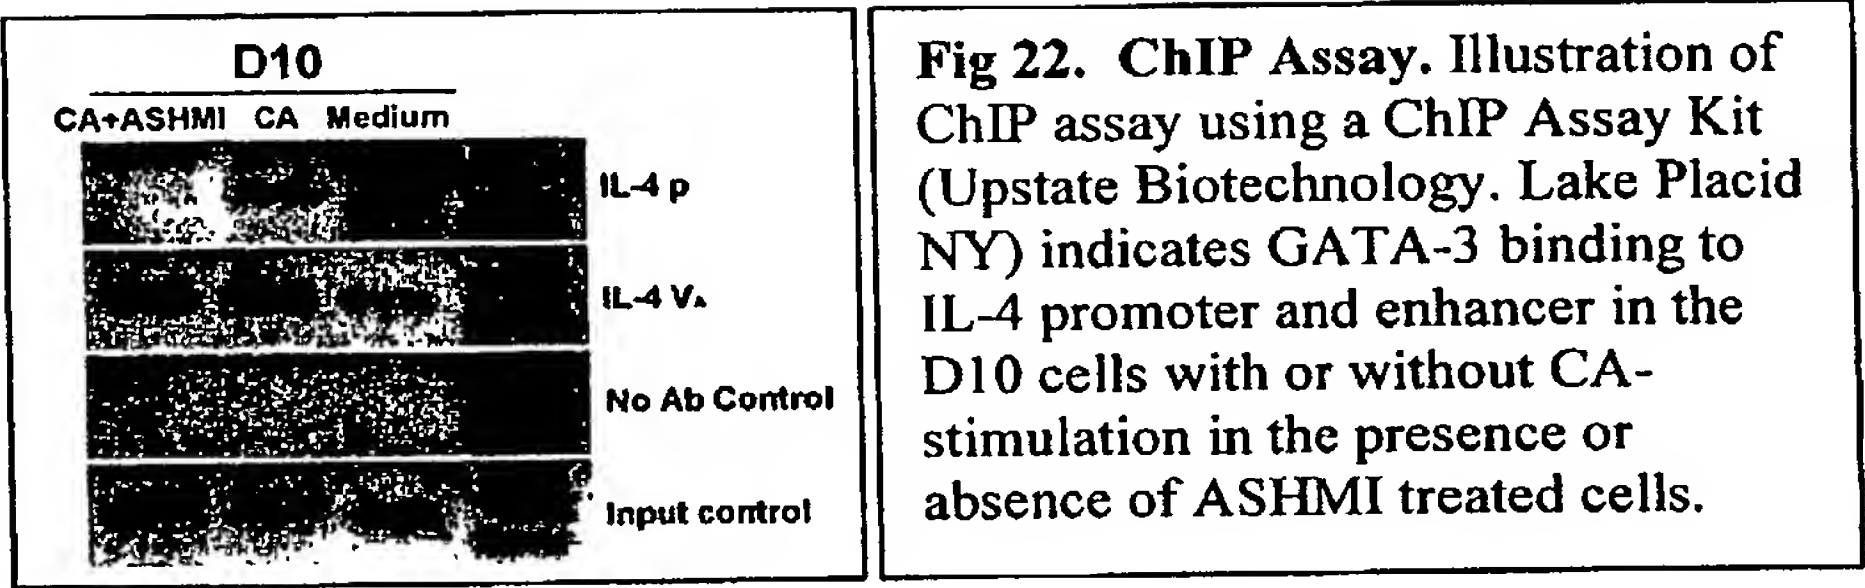 D10
CA+ASHMI CA Medium
IL-4 p
IL-4 VA
No Ab Control
Input control
Fig 22. ChIP Assay. Illustration of
ChIP assay using a ChIP Assay Kit
(Upstate Biotechnology. Lake Placid
NY) indicates GATA-3 binding to
IL-4 promoter and enhancer in the
D10 cells with or without CA-
stimulation in the presence or
absence of ASHMI treated cells.